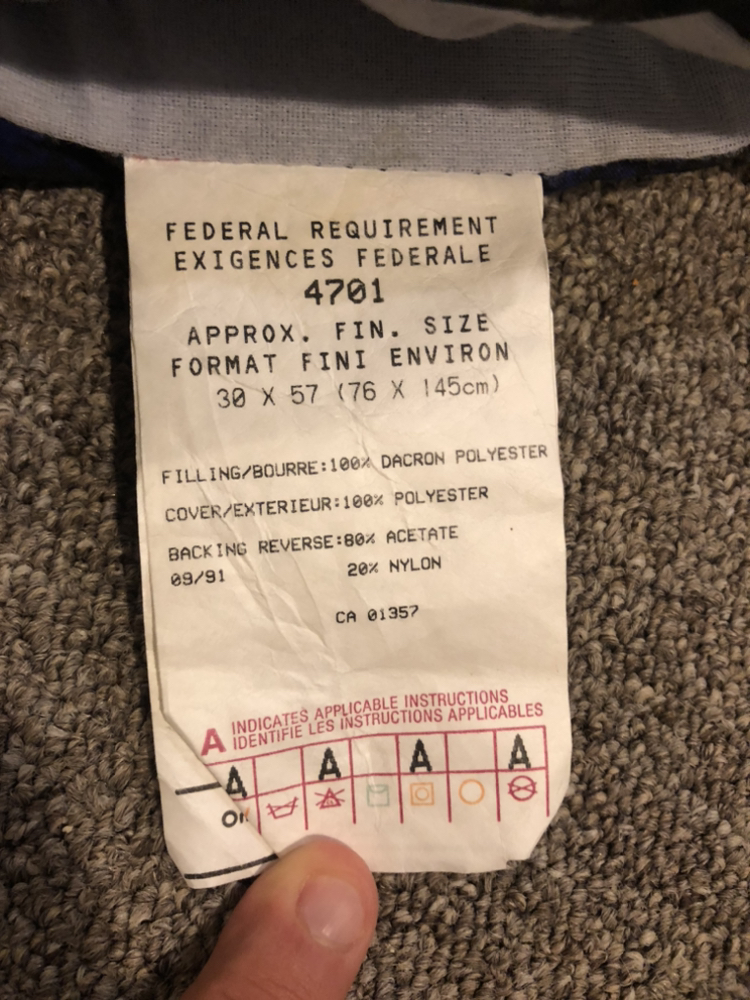 FEDERAL REQUIREMENT
EXIGENCES FEDERALE
4701
APPROX. FIN. SIZE
FORMAT FINI ENVIRON
30 X 57 (76 X 145cm)
FILLING/BOURRE:100% DACRON POLYESTER
COVER/EXTERIEUR:100% POLYESTER
BACKING REVERSE:80% ACETATE
09/91 20% NYLON
CA 01357
A INDICATES APPLICABLE INSTRUCTIONS
IDENTIFIE LES INSTRUCTIONS APPLICABLES
A A A A